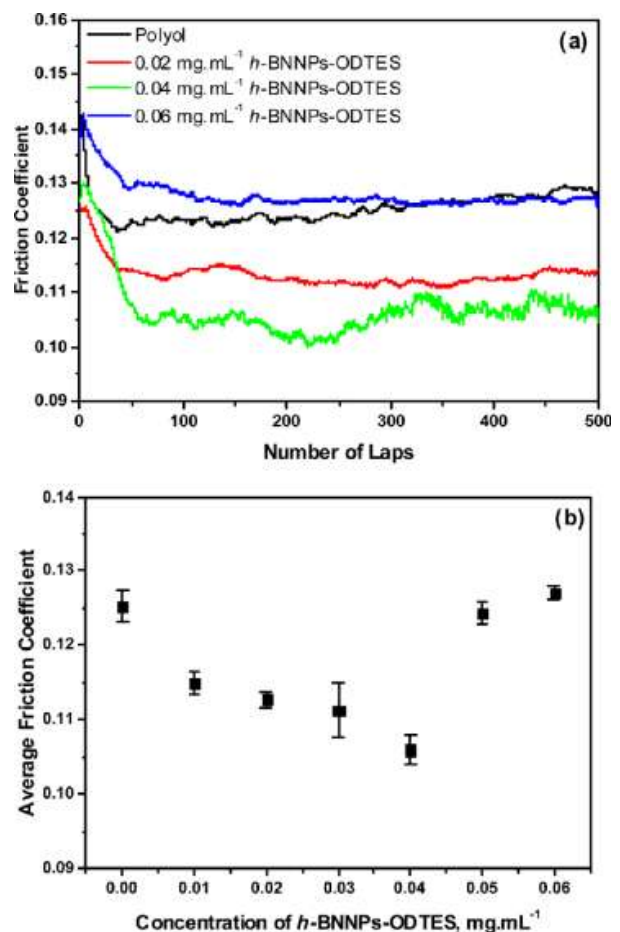 0.16
0.15
0.14
0.13
0.12
0.11
0.10
0.09
Friction Coefficient
(a)
Polyol
0.02 mg.mL⁻¹ h-BNNPs-ODTES
0.04 mg.mL⁻¹ h-BNNPs-ODTES
0.06 mg.mL⁻¹ h-BNNPs-ODTES
0 100 200 300 400 500
Number of Laps
0.14
0.13
0.12
0.11
0.10
0.09
Average Friction Coefficient
(b)
0.00 0.01 0.02 0.03 0.04 0.05 0.06
Concentration of h-BNNPs-ODTES, mg.mL⁻¹